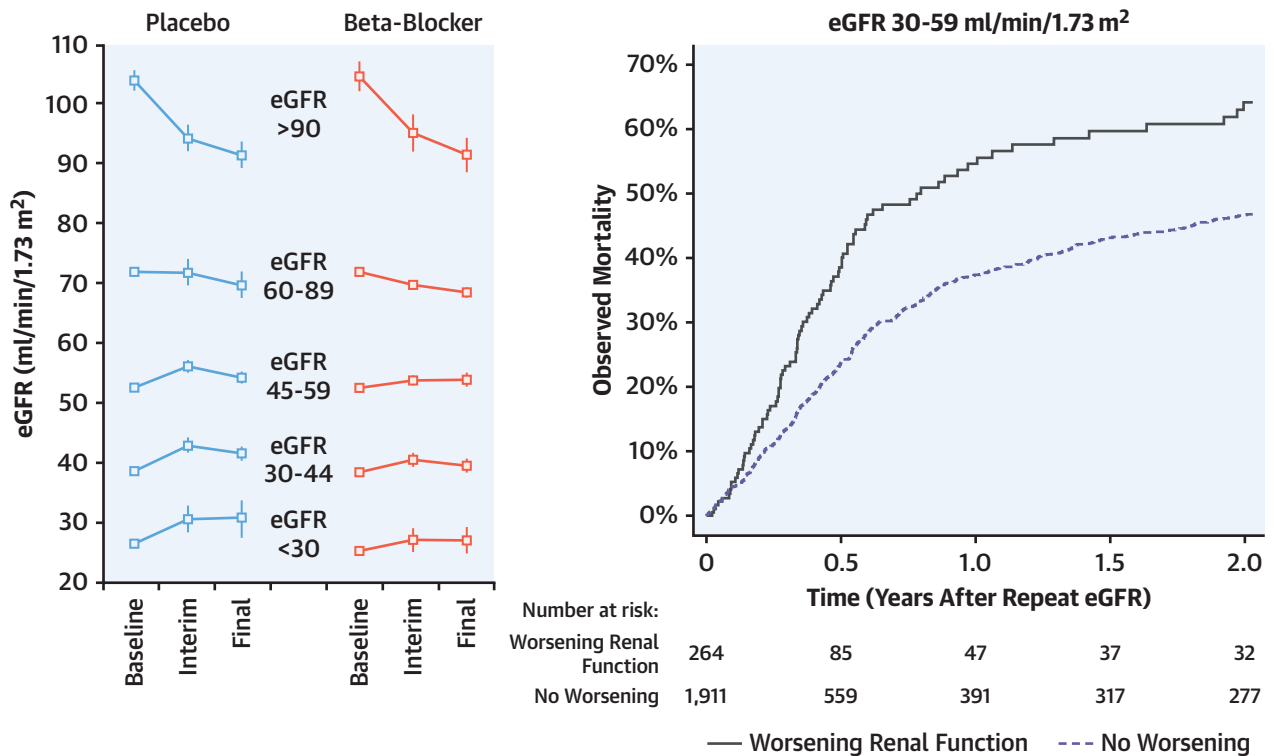 Placebo
Beta-Blocker
eGFR (ml/min/1.73 m²)
110
100
90
80
70
60
50
40
30
20
eGFR
>90
eGFR
60-89
eGFR
45-59
eGFR
30-44
eGFR
<30
Baseline
Interim
Final
Baseline
Interim
Final
eGFR 30-59 ml/min/1.73 m²
Observed Mortality
70%
60%
50%
40%
30%
20%
10%
0%
0 0.5 1.0 1.5 2.0
Time (Years After Repeat eGFR)
Number at risk:
Worsening Renal
Function
264 85 47 37 32
No Worsening 1,911 559 391 317 277
Worsening Renal Function No Worsening